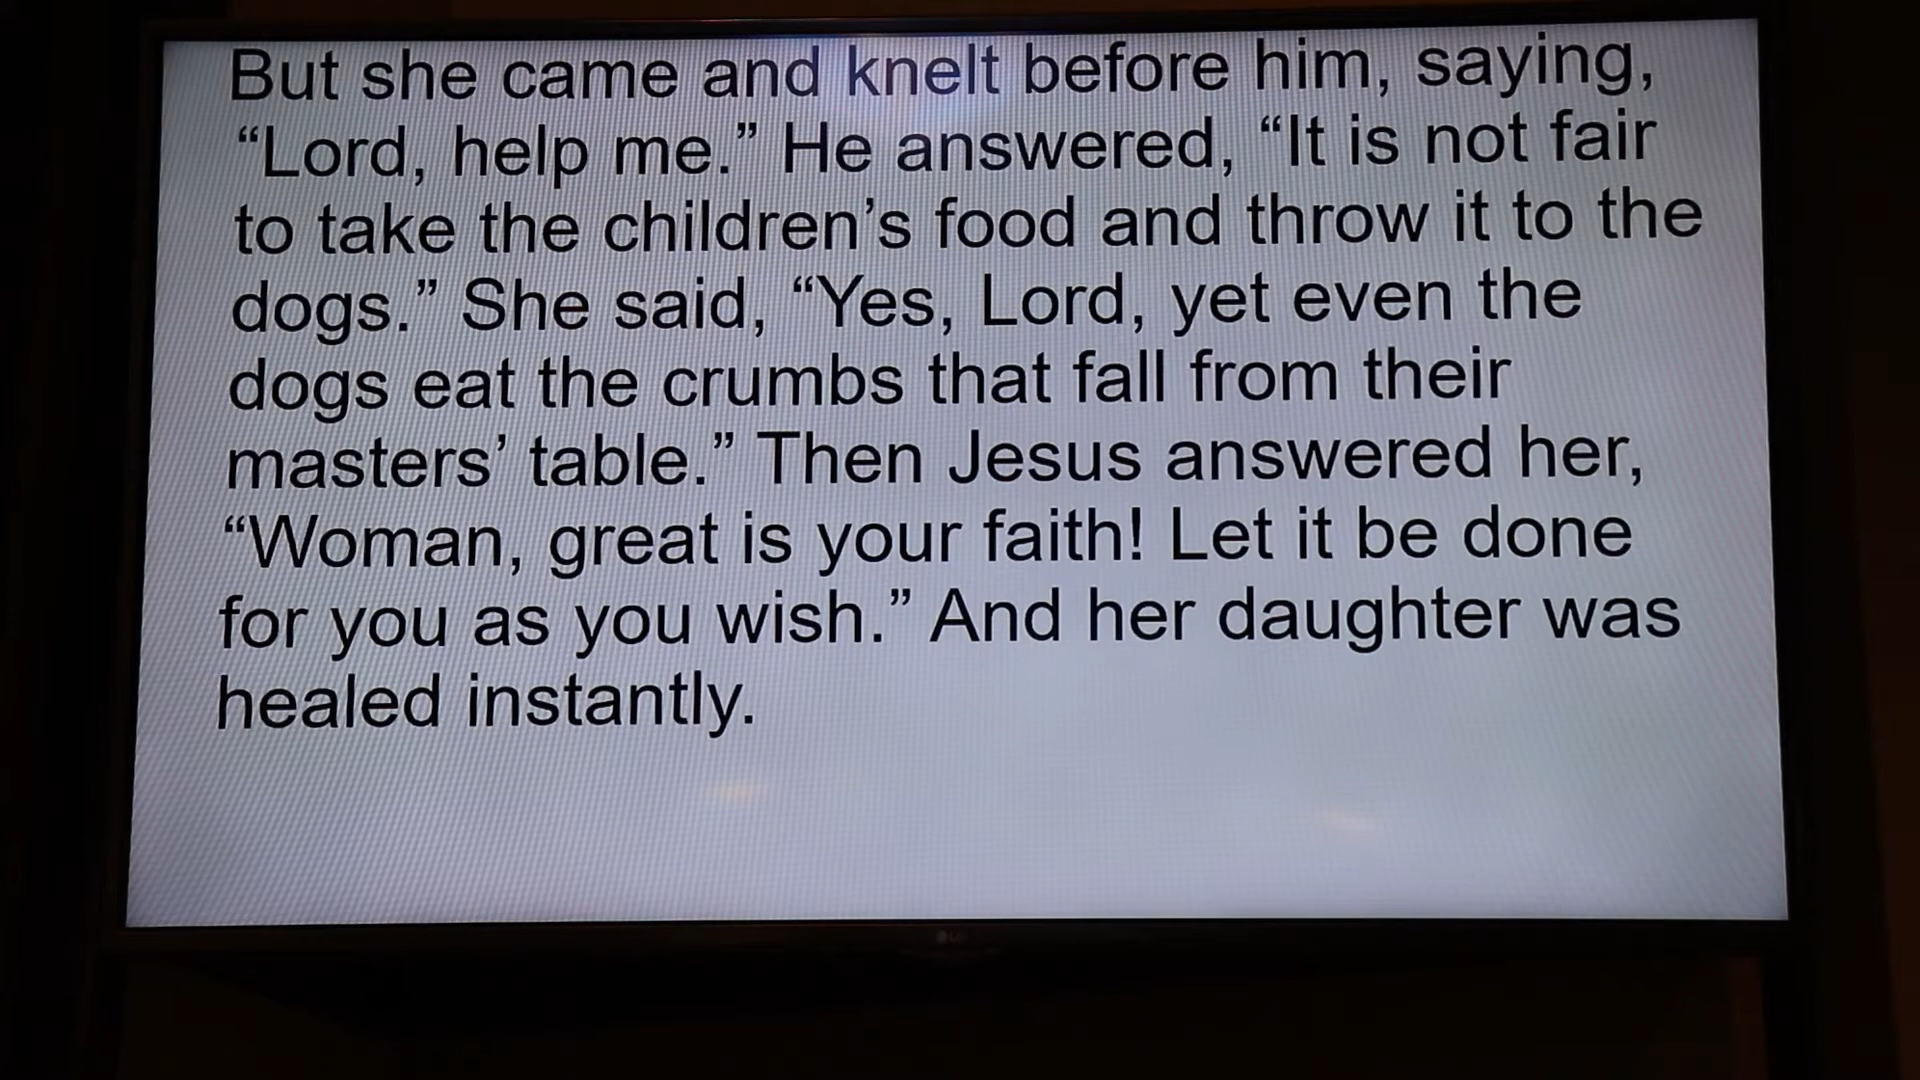 But she came and knelt before him, saying,
“Lord, help me.” He answered, “It is not fair
to take the children’s food and throw it to the
dogs.” She said, “Yes, Lord, yet even the
dogs eat the crumbs that fall from their
masters’ table.” Then Jesus answered her,
“Woman, great is your faith! Let it be done
for you as you wish.” And her daughter was
healed instantly.
LG